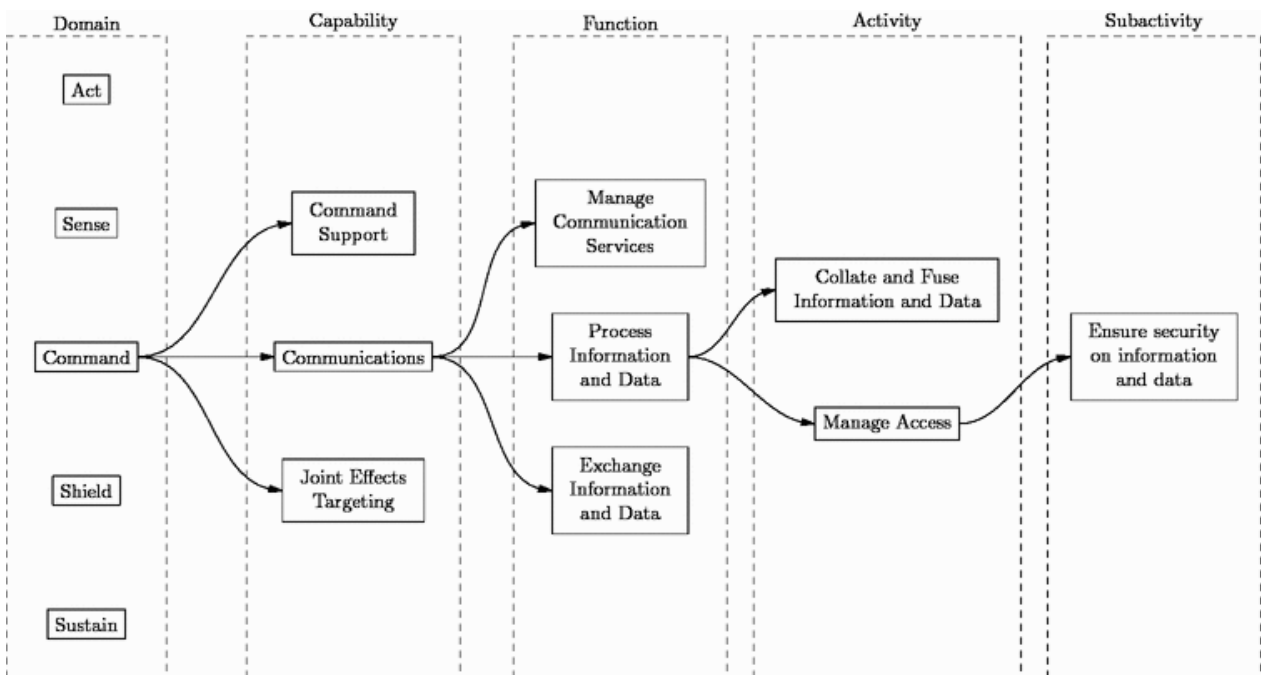 Domain
Capability
Function
Activity
Subactivity
Act
Sense
Command
Shield
Sustain
Command
Support
Communications
Joint Effects
Targeting
Manage
Communication
Services
Process
Information
and Data
Exchange
Information
and Data
Collate and Fuse
Information and Data
Manage Access
Ensure security
on information
and data